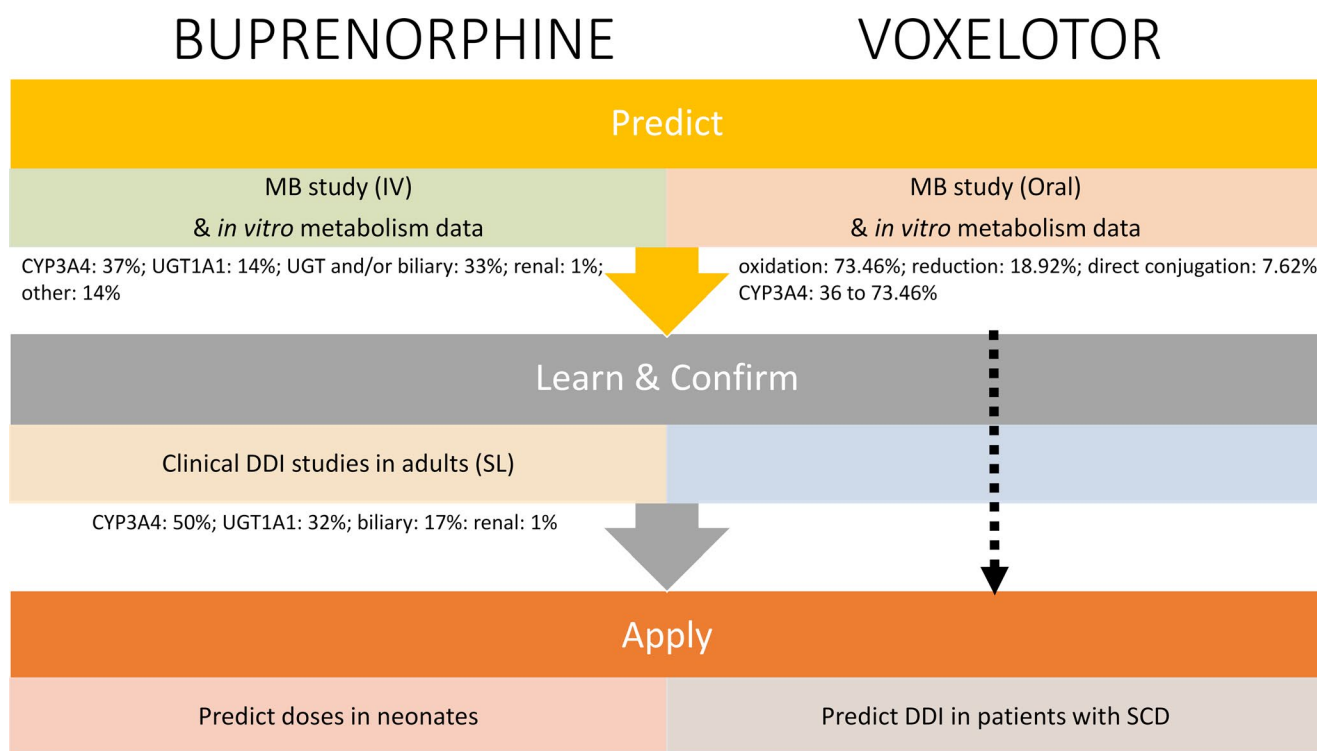 BUPRENORPHINE
VOXELOTOR
Predict
MB study (IV)
& in vitro metabolism data
MB study (Oral)
& in vitro metabolism data
CYP3A4: 37%; UGT1A1: 14%; UGT and/or biliary: 33%; renal: 1%;
other: 14%
oxidation: 73.46%; reduction: 18.92%; direct conjugation: 7.62%
CYP3A4: 36 to 73.46%
Learn & Confirm
Clinical DDI studies in adults (SL)
CYP3A4: 50%; UGT1A1: 32%; biliary: 17%: renal: 1%
Apply
Predict doses in neonates
Predict DDI in patients with SCD